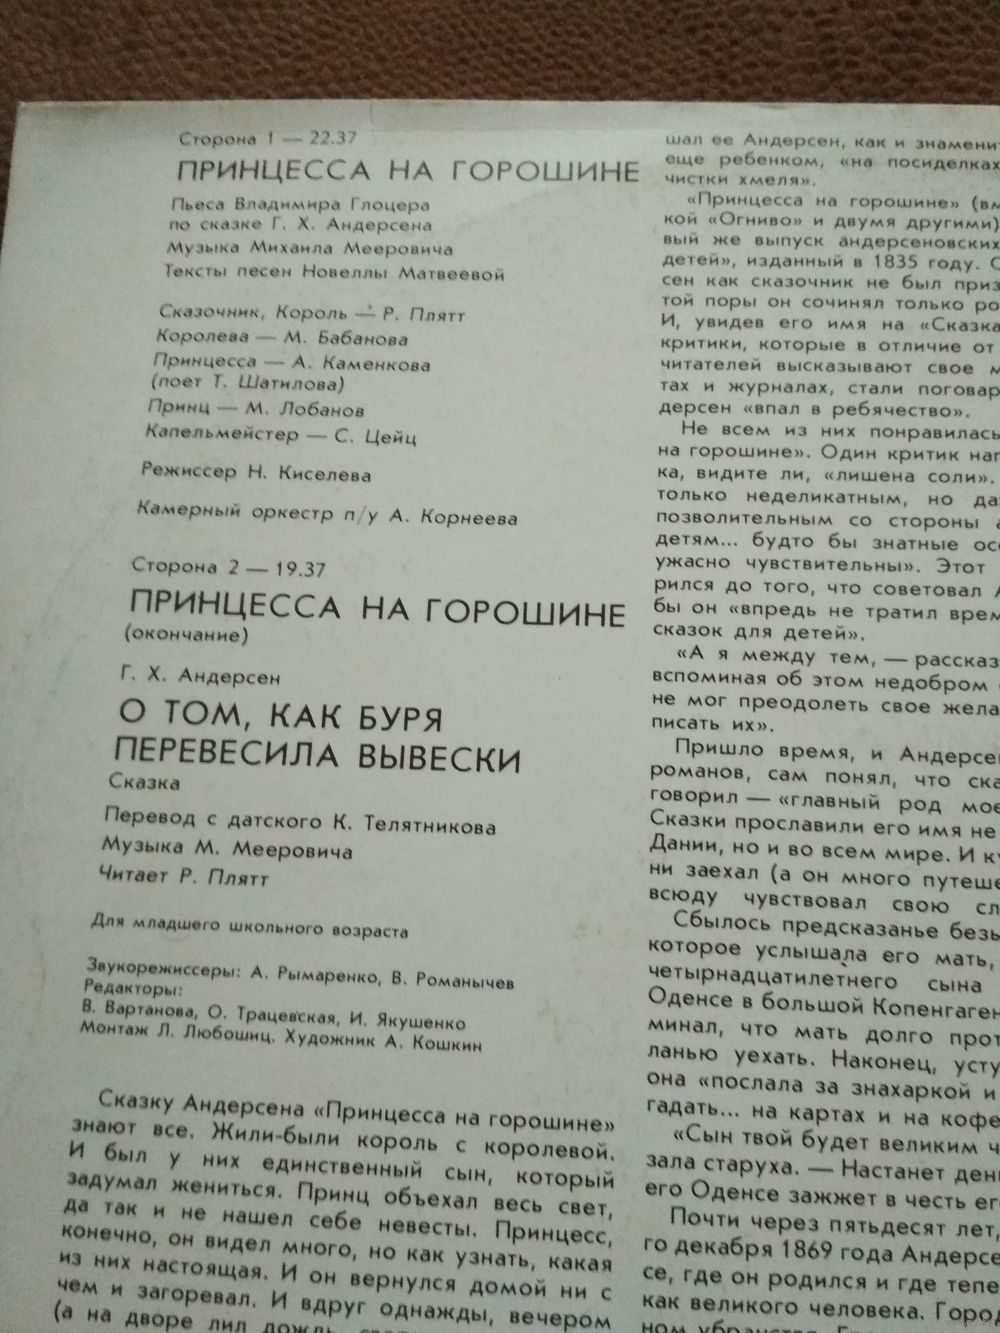 Сторона 1 — 22.37
ПРИНЦЕССА НА ГОРОШИНЕ
Пьеса Владимира Глоцера
по сказке Г. Х. Андерсена
Музыка Михаила Мееровича
Тексты песен Новеллы Матвеевой
Сказочник, Король — Р. Плятт
Королева — М. Бабанова
Принцесса — А. Каменкова
(поет Т. Шатилова)
Принц — М. Лобанов
Капельмейстер — С. Цейц
Режиссер Н. Киселева
Камерный оркестр п/у А. Корнеева
Сторона 2 — 19.37
ПРИНЦЕССА НА ГОРОШИНЕ
(окончание)
Г. Х. Андерсен
О ТОМ, КАК БУРЯ
ПЕРЕВЕСИЛА ВЫВЕСКИ
Сказка
Перевод с датского К. Телятникова
Музыка М. Мееровича
Читает Р. Плятт
Для младшего школьного возраста
Звукорежиссеры: А. Рымаренко, В. Романычев
Редакторы:
В. Вартанова, О. Трацевская, И. Якушенко
Монтаж Л. Любошиц. Художник А. Кошкин
Сказку Андерсена «Принцесса на горошине»
знают все. Жили-были король с королевой.
И был у них единственный сын, который
задумал жениться. Принц объехал весь свет,
да так и не нашел себе невесты. Принцесс,
конечно, он видел много, но как узнать, какая
из них настоящая. И он вернулся домой ни с
чем и загоревал. И вдруг однажды, вечером
(а на дворе лил дождь
шал ее Андерсен, как и знамени
еще ребенком, «на посиделках
чистки хмеля».
«Принцесса на горошине» (вм
кой «Огниво» и двумя другими)
вый же выпуск андерсеновских
детей», изданный в 1835 году.
сен как сказочник не был приз
той поры он сочинял только ро
И, увидев его имя на «Сказка
критики, которые в отличие от
читателей высказывают свое м
тах и журналах, стали поговар
дерсен «впал в ребячество».
Не всем из них понравилась
на горошине». Один критик нап
ка, видите ли, «лишена соли».
только неделикатным, но да
позволительным со стороны а
детям... будто бы знатные осо
ужасно чувствительны». Этот
рился до того, что советовал А
бы он «впредь не тратил врем
сказок для детей».
«А я между тем, — рассказ
вспоминая об этом недобром
не мог преодолеть свое жела
писать их».
Пришло время, и Андерсе
романов, сам понял, что ска
говорил — «главный род мое
Сказки прославили его имя не
Дании, но и во всем мире. И ку
ни заехал (а он много путеше
всюду чувствовал свою сл
Сбылось предсказанье безы
которое услышала его мать,
четырнадцатилетнего сына
Оденсе в большой Копенгаген
минал, что мать долго прот
ланью уехать. Наконец, усту
она «послала за знахаркой и
гадать... на картах и на кофе
«Сын твой будет великим ч
зала старуха. — Настанет ден
его Оденсе зажжет в честь ег
Почти через пятьдесят лет,
го декабря 1869 года Андерсе
се, где он родился и где тепе
как великого человека. Город
ном убранстве.